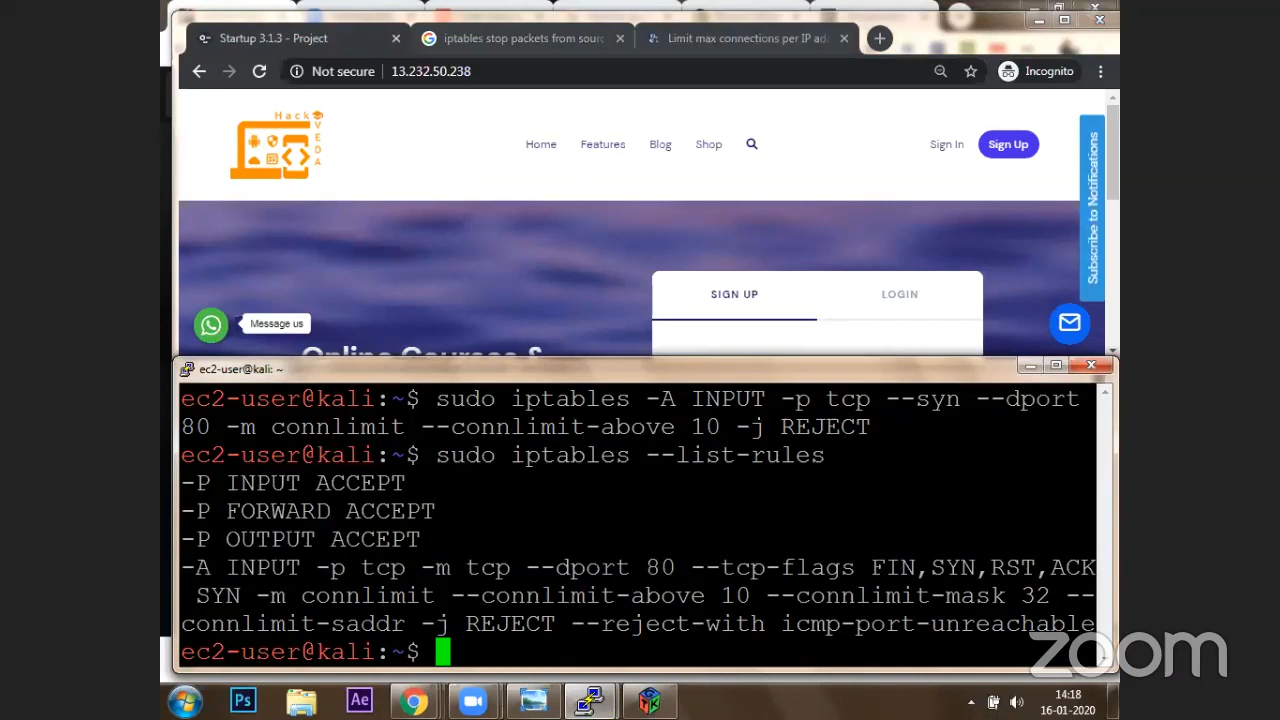 Startup 3.1.3 - Project
iptables stop packets from sourc
Limit max connections per IP ad
Not secure
13.232.50.238
Incognito
Hack
VEDA
Home
Features
Blog
Shop
Sign In
Sign Up
Subscribe to Notifications
SIGN UP
LOGIN
Message us
Online Courses &
ec2-user@kali: ~
ec2-user@kali:~$ sudo iptables -A INPUT -p tcp --syn --dport
80 -m connlimit --connlimit-above 10 -j REJECT
ec2-user@kali:~$ sudo iptables --list-rules
-P INPUT ACCEPT
-P FORWARD ACCEPT
-P OUTPUT ACCEPT
-A INPUT -p tcp -m tcp --dport 80 --tcp-flags FIN,SYN,RST,ACK
SYN -m connlimit --connlimit-above 10 --connlimit-mask 32 --
connlimit-saddr -j REJECT --reject-with icmp-port-unreachable
ec2-user@kali:~$
zoom
Ps
Ae
14:18
16-01-2020